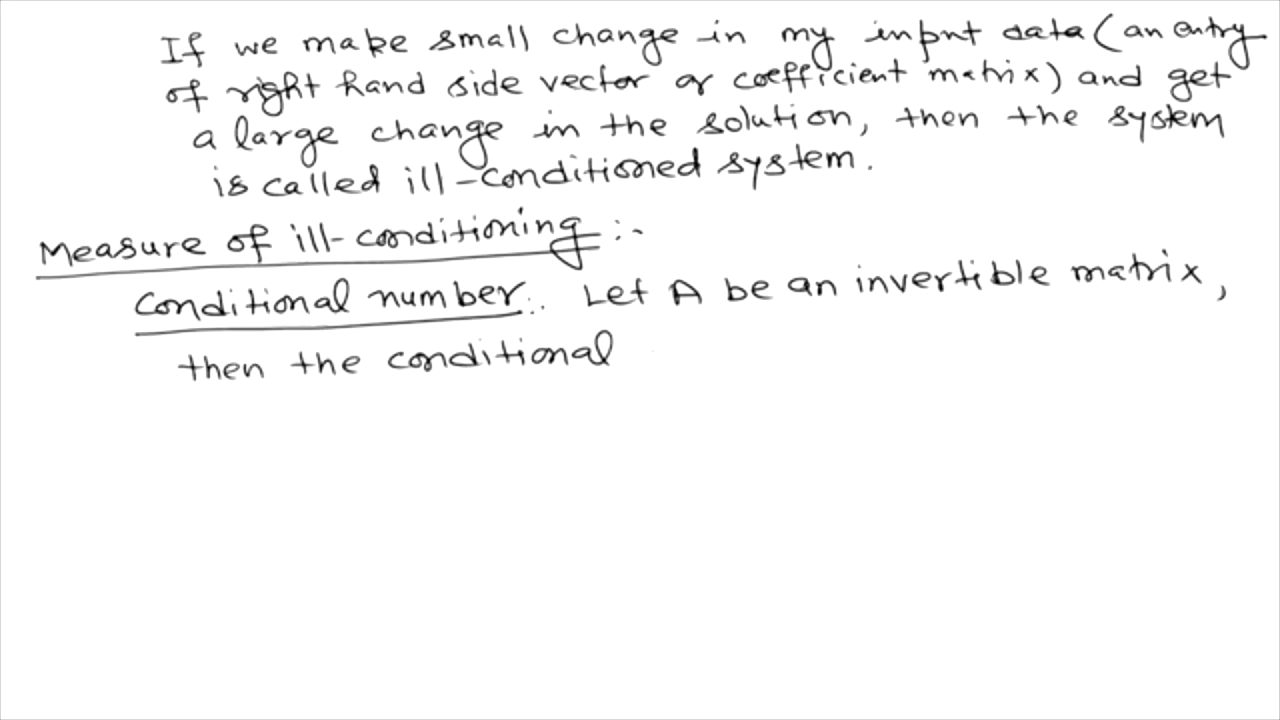 If we make small change in my input data (an entry
of right hand side vector or coefficient matrix) and get
a large change in the solution, then the system
is called ill-conditioned system.
Measure of ill-conditioning :-
Conditional number:. Let A be an invertible matrix,
then the conditional